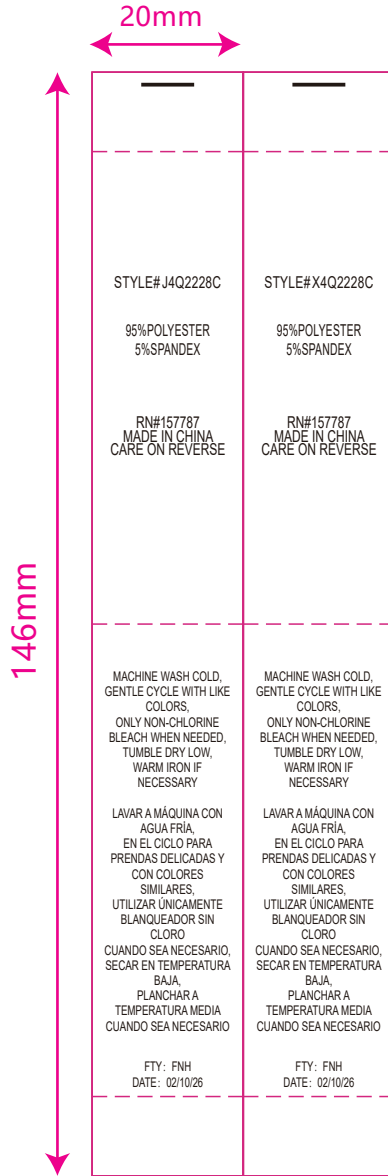 20mm
146mm
STYLE#J4Q2228C
95%POLYESTER
5%SPANDEX
RN#157787
MADE IN CHINA
CARE ON REVERSE
MACHINE WASH COLD,
GENTLE CYCLE WITH LIKE
COLORS,
ONLY NON-CHLORINE
BLEACH WHEN NEEDED,
TUMBLE DRY LOW,
WARM IRON IF
NECESSARY
LAVAR A MÁQUINA CON
AGUA FRÍA,
EN EL CICLO PARA
PRENDAS DELICADAS Y
CON COLORES
SIMILARES,
UTILIZAR ÚNICAMENTE
BLANQUEADOR SIN
CLORO
CUANDO SEA NECESARIO,
SECAR EN TEMPERATURA
BAJA,
PLANCHAR A
TEMPERATURA MEDIA
CUANDO SEA NECESARIO
FTY: FNH
DATE: 02/10/26
STYLE#X4Q2228C
95%POLYESTER
5%SPANDEX
RN#157787
MADE IN CHINA
CARE ON REVERSE
MACHINE WASH COLD,
GENTLE CYCLE WITH LIKE
COLORS,
ONLY NON-CHLORINE
BLEACH WHEN NEEDED,
TUMBLE DRY LOW,
WARM IRON IF
NECESSARY
LAVAR A MÁQUINA CON
AGUA FRÍA,
EN EL CICLO PARA
PRENDAS DELICADAS Y
CON COLORES
SIMILARES,
UTILIZAR ÚNICAMENTE
BLANQUEADOR SIN
CLORO
CUANDO SEA NECESARIO,
SECAR EN TEMPERATURA
BAJA,
PLANCHAR A
TEMPERATURA MEDIA
CUANDO SEA NECESARIO
FTY: FNH
DATE: 02/10/26